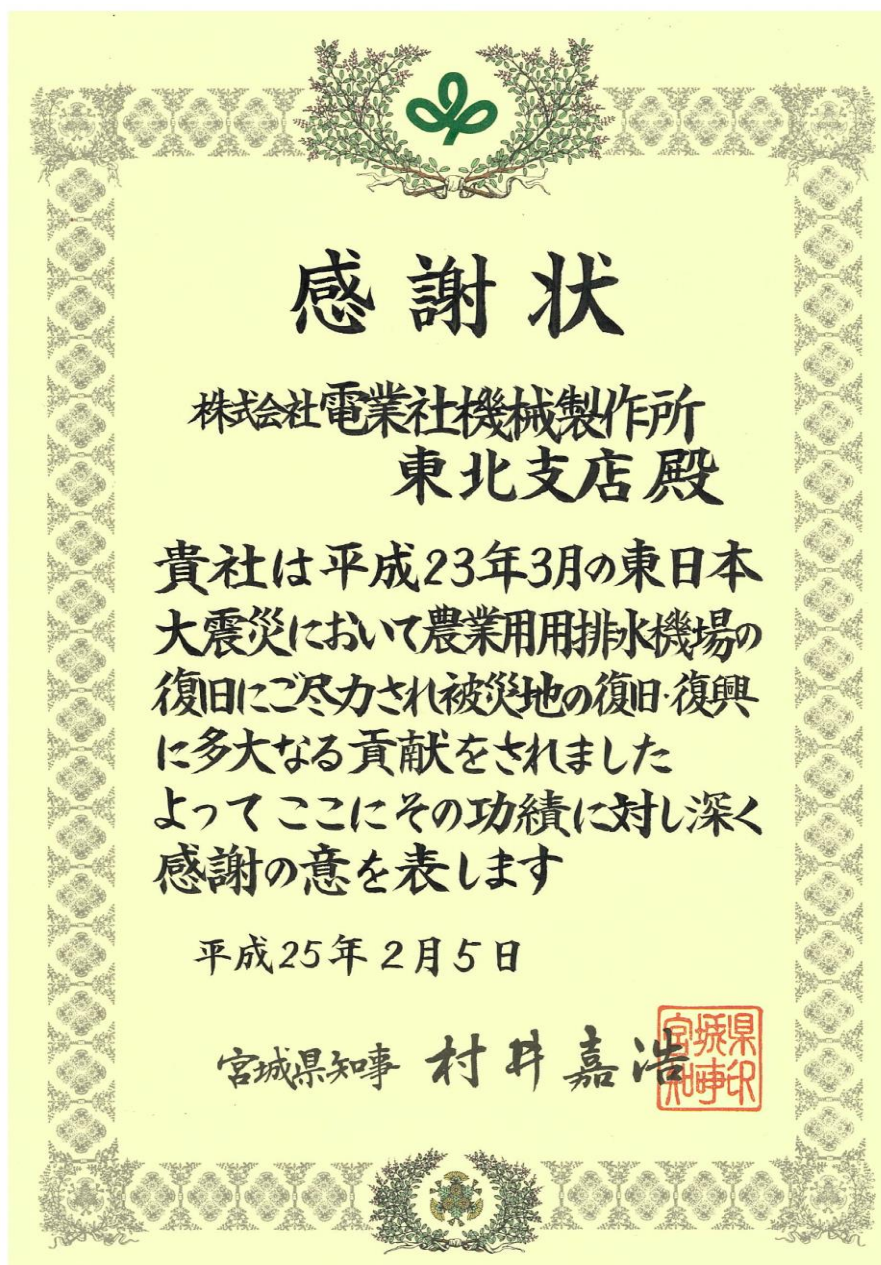 感謝状
株式会社電業社機械製作所
東北支店殿
貴社は平成23年3月の東日本
大震災において農業用用排水機場の
復旧にご尽力され被災地の復旧・復興
に多大なる貢献をされました
よってここにその功績に対し深く
感謝の意を表します
平成25年2月5日
宮城県知事 村井嘉浩
宮城県知事印